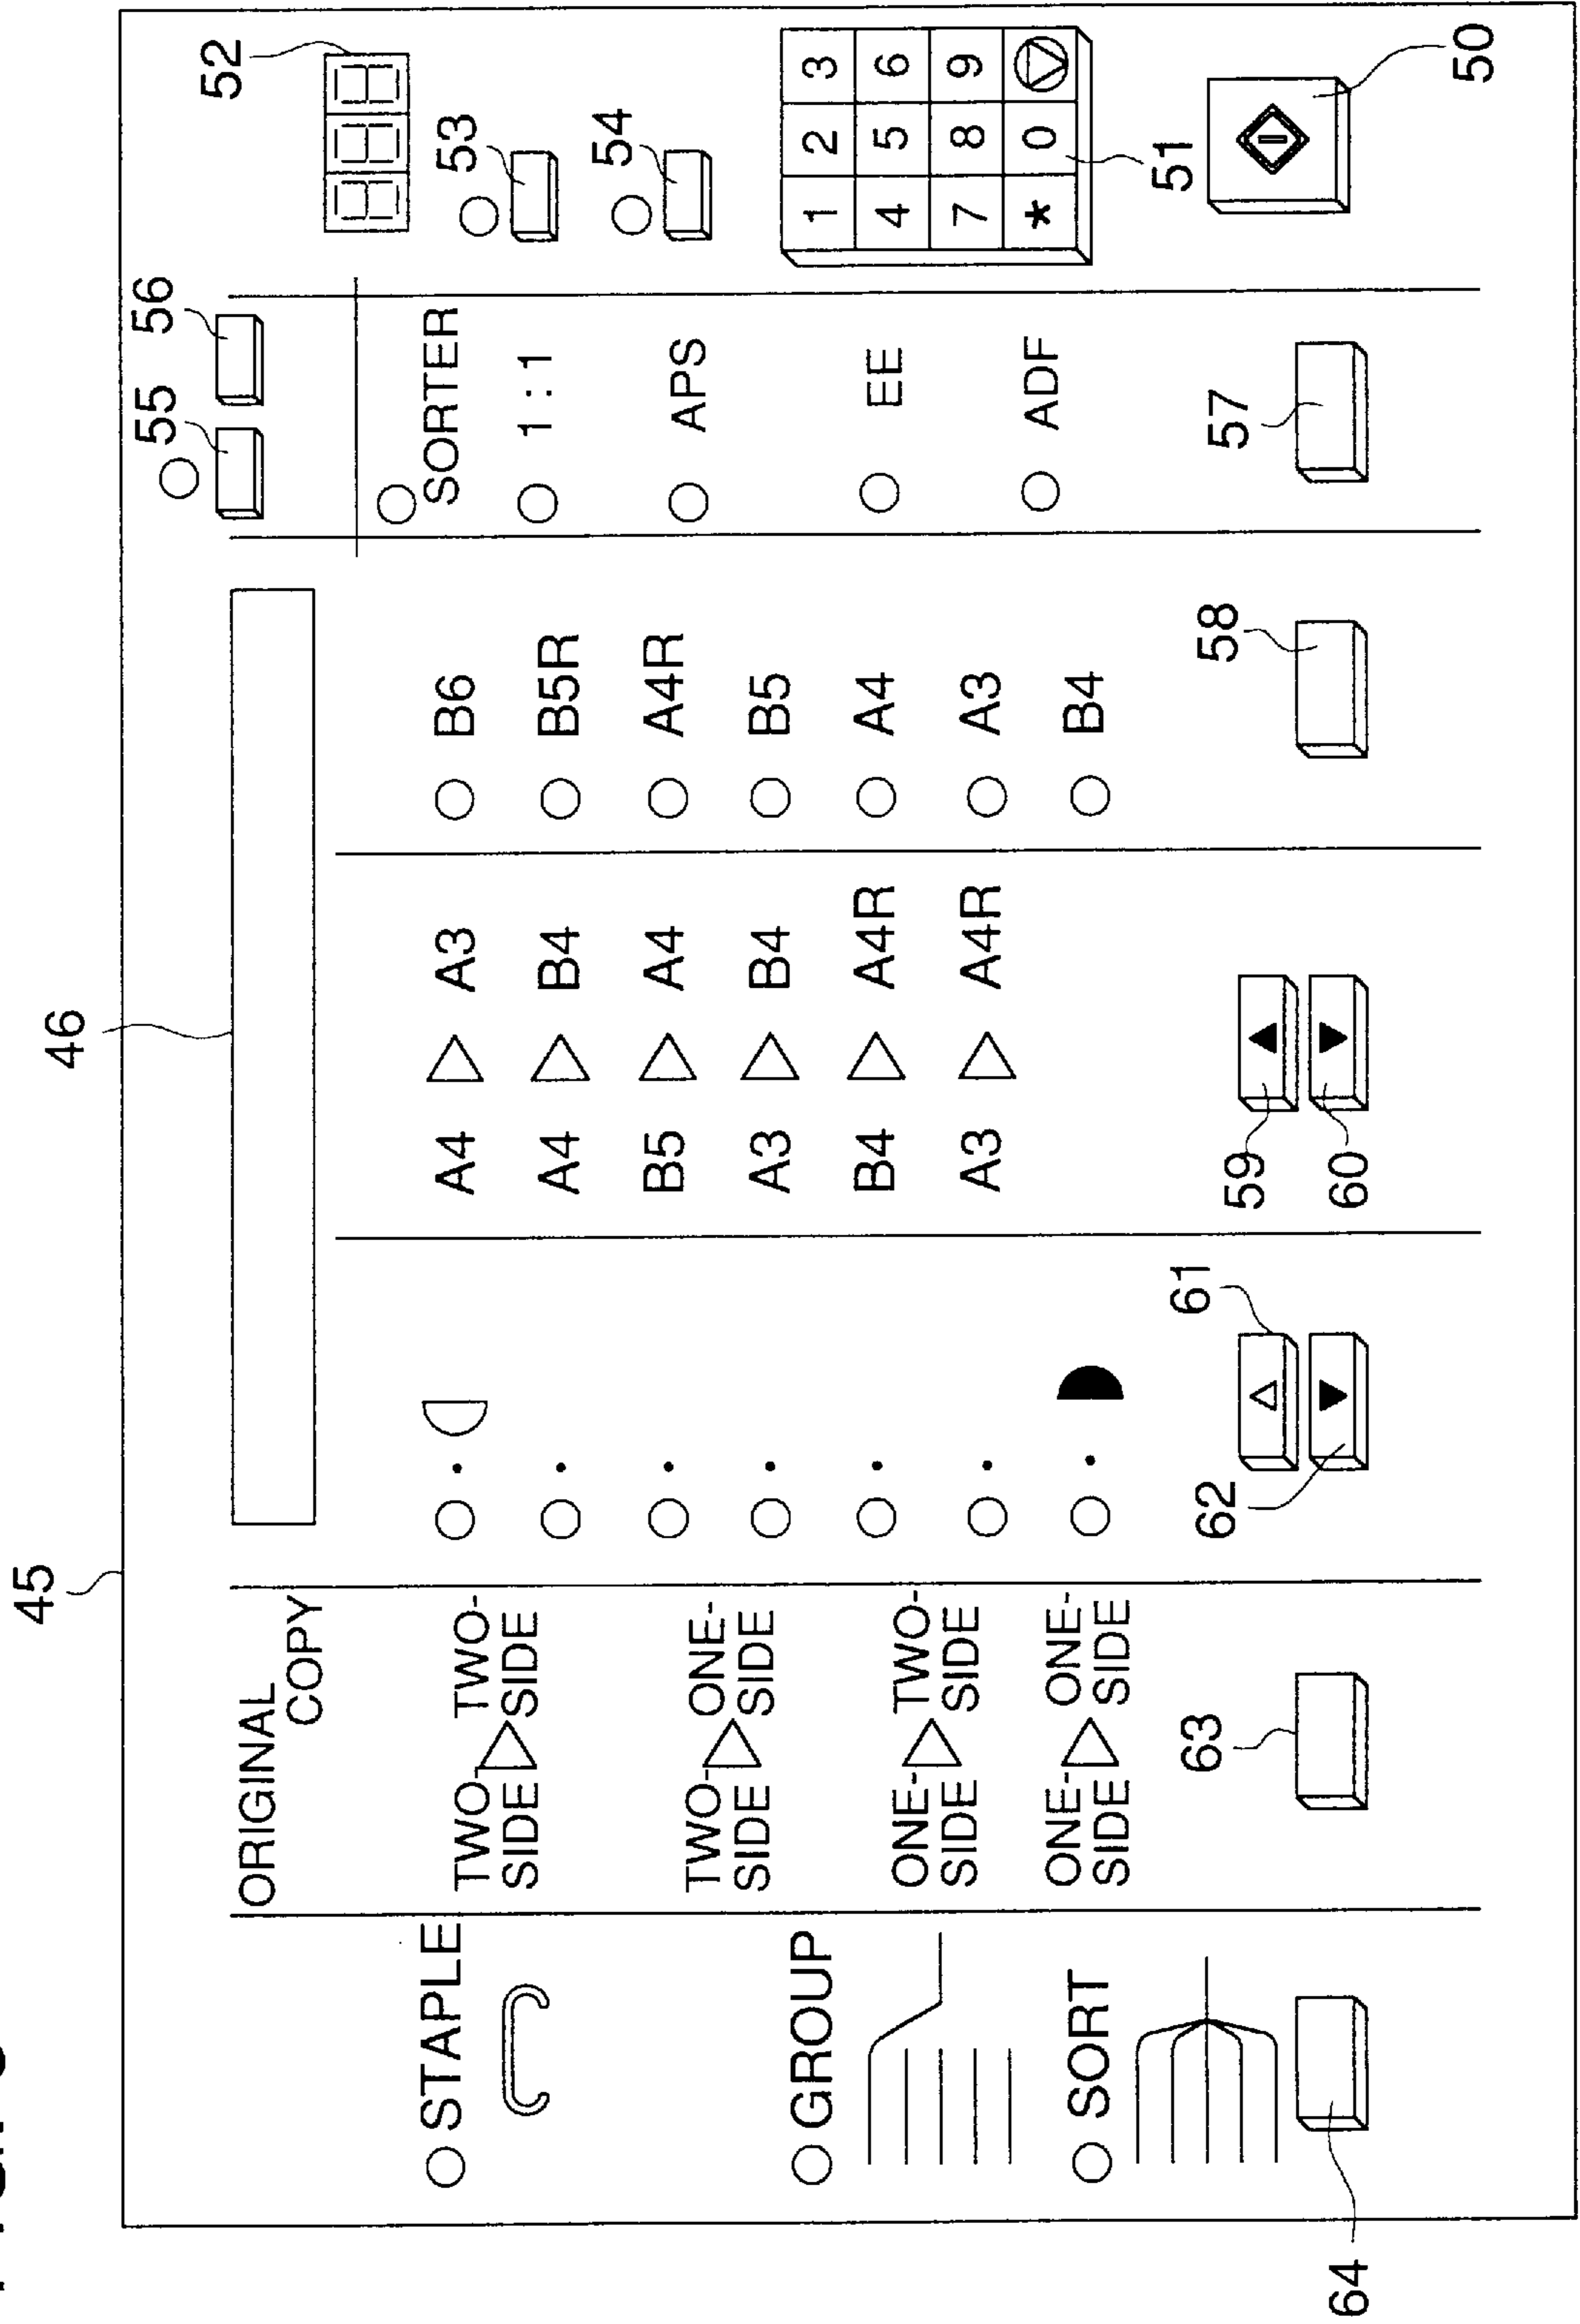 45
46
ORIGINAL
COPY
STAPLE
GROUP
SORT
64
TWO-SIDE ▷ TWO-SIDE
TWO-SIDE ▷ ONE-SIDE
ONE-SIDE ▷ TWO-SIDE
ONE-SIDE ▷ ONE-SIDE
63
61
62
A4 ▷ A3
A4 ▷ B4
B5 ▷ A4
A3 ▷ B4
B4 ▷ A4R
A3 ▷ A4R
59
60
B6
B5R
A4R
B5
A4
A3
B4
58
55
56
SORTER
1 : 1
APS
EE
ADF
57
52
53
54
1 2 3
4 5 6
7 8 9
* 0
51
50